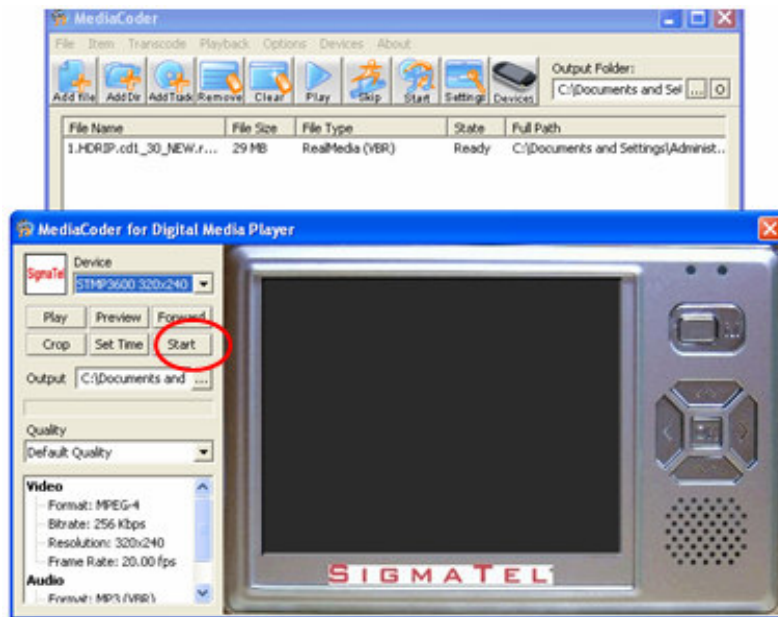 MediaCoder
File Item Transcode Playback Options Devices About
Add file Add Dir Add Track Remove Clear Play Skip Start Settings Devices
Output Folder:
C:\Documents and Set ... O
File Name File Size File Type State Full Path
1.HDRIP.cd1_30_NEW.r... 29 MB RealMedia (VBR) Ready C:\Documents and Settings\Administ...
MediaCoder for Digital Media Player
SigmaTel
Device
STMP3600 320x240
Play Preview Forward
Crop Set Time Start
Output C:\Documents and ...
Quality
Default Quality
Video
Format: MPEG-4
Bitrate: 256 Kbps
Resolution: 320x240
Frame Rate: 20.00 fps
Audio
Format: MP3 (VBR)
SIGMATEL